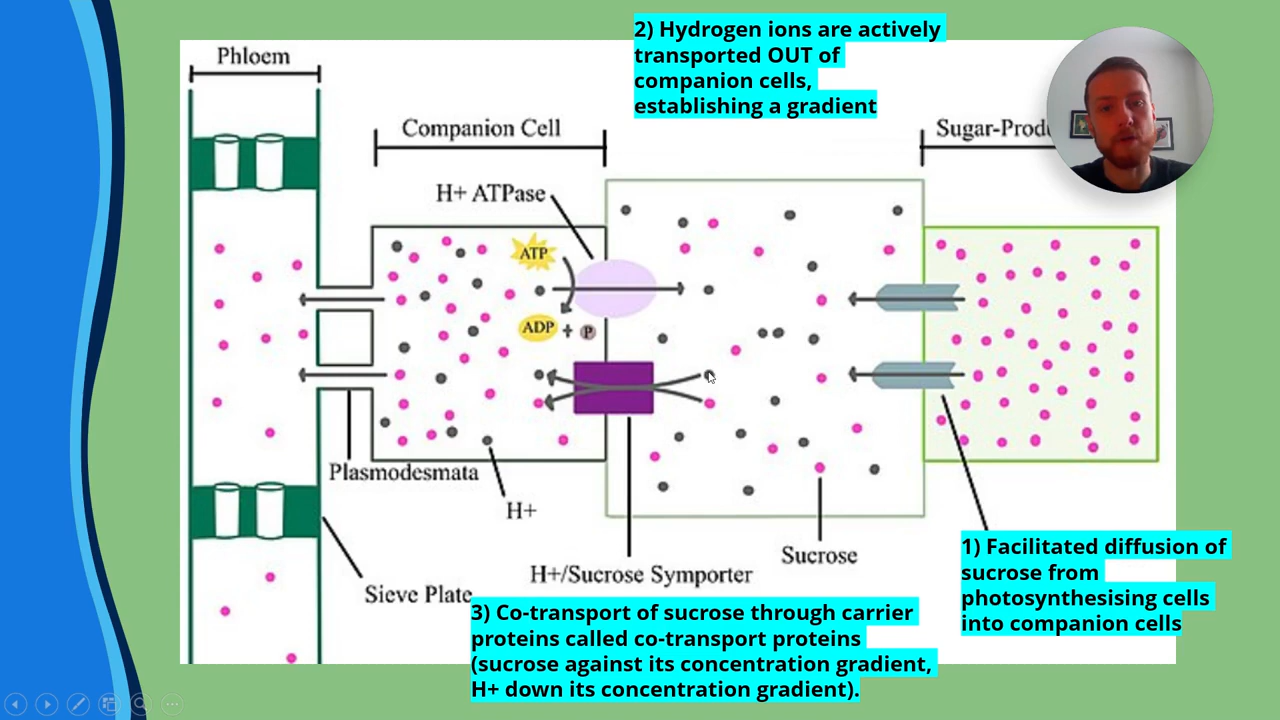 2) Hydrogen ions are actively
transported OUT of
companion cells,
establishing a gradient
Phloem
Companion Cell
Sugar-Prod
H+ ATPase
ATP
ADP + P
Plasmodesmata
H+
Sucrose
H+/Sucrose Symporter
Sieve Plate
1) Facilitated diffusion of
sucrose from
photosynthesising cells
into companion cells
3) Co-transport of sucrose through carrier
proteins called co-transport proteins
(sucrose against its concentration gradient,
H+ down its concentration gradient).